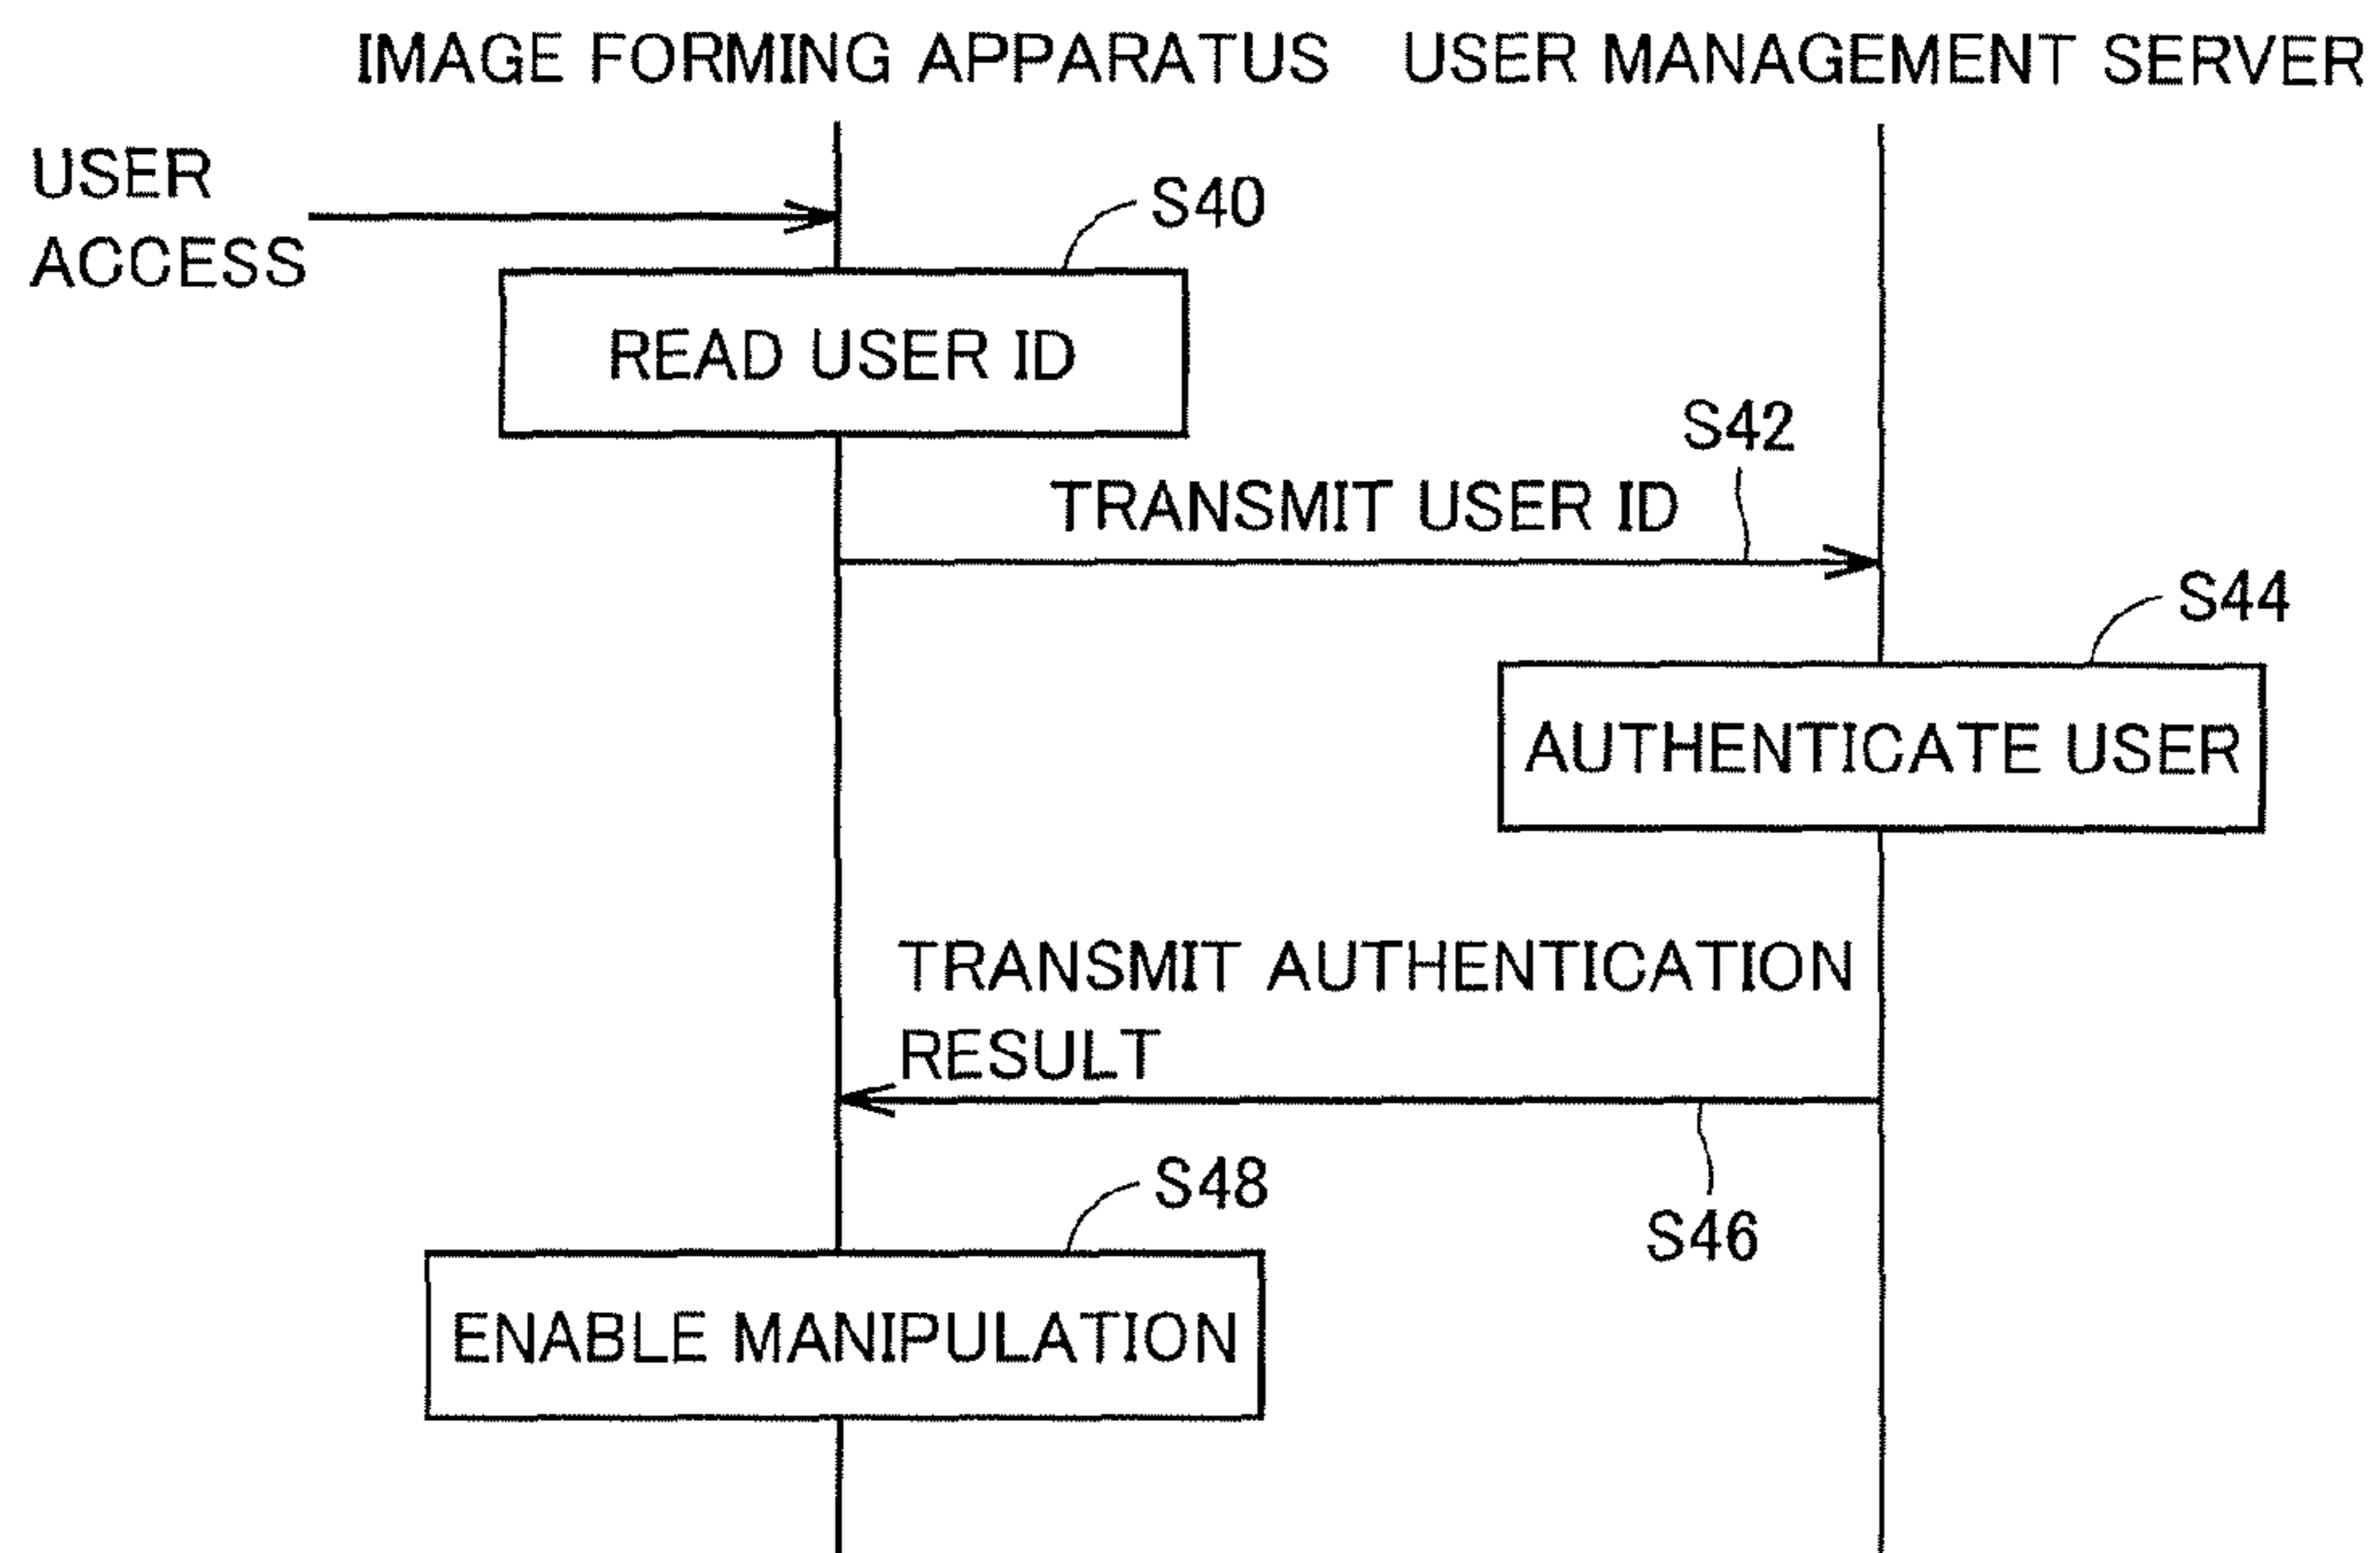 IMAGE FORMING APPARATUS
USER MANAGEMENT SERVER
USER
ACCESS
S40
READ USER ID
S42
TRANSMIT USER ID
S44
AUTHENTICATE USER
TRANSMIT AUTHENTICATION
RESULT
S46
S48
ENABLE MANIPULATION